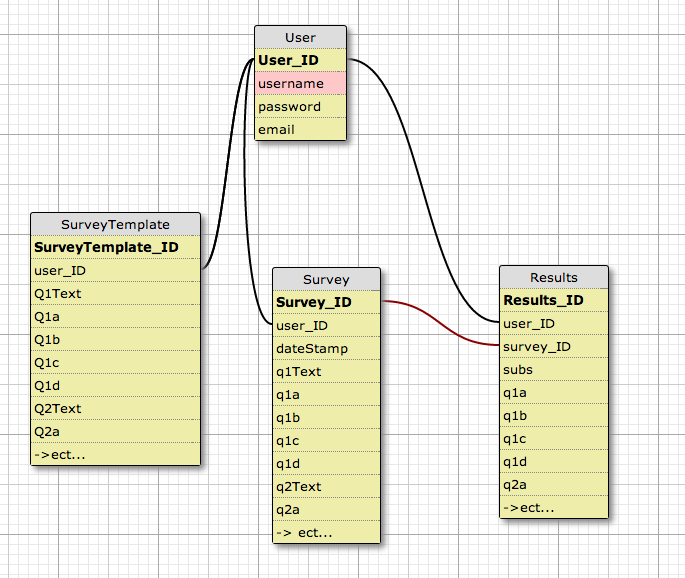 User
User_ID
username
password
email
SurveyTemplate
SurveyTemplate_ID
user_ID
Q1Text
Q1a
Q1b
Q1c
Q1d
Q2Text
Q2a
->ect...
Survey
Survey_ID
user_ID
dateStamp
q1Text
q1a
q1b
q1c
q1d
q2Text
q2a
-> ect...
Results
Results_ID
user_ID
survey_ID
subs
q1a
q1b
q1c
q1d
q2a
->ect...